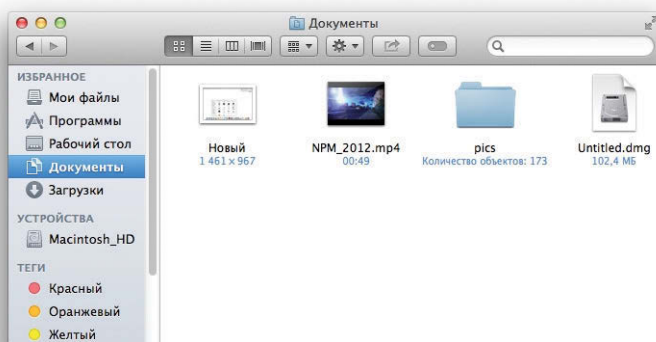 Документы
ИЗБРАННОЕ
Мои файлы
Программы
Рабочий стол
Документы
Загрузки
УСТРОЙСТВА
Macintosh_HD
ТЕГИ
Красный
Оранжевый
Желтый
Новый
1 461 × 967
NPM_2012.mp4
00:49
pics
Количество объектов: 173
Untitled.dmg
102,4 МБ